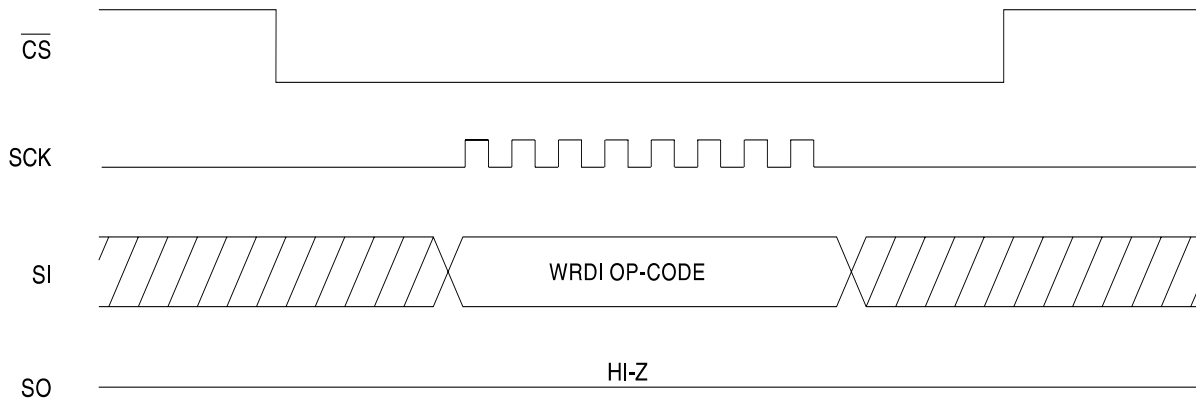 CS
SCK
SI
WRDI OP-CODE
SO
HI-Z